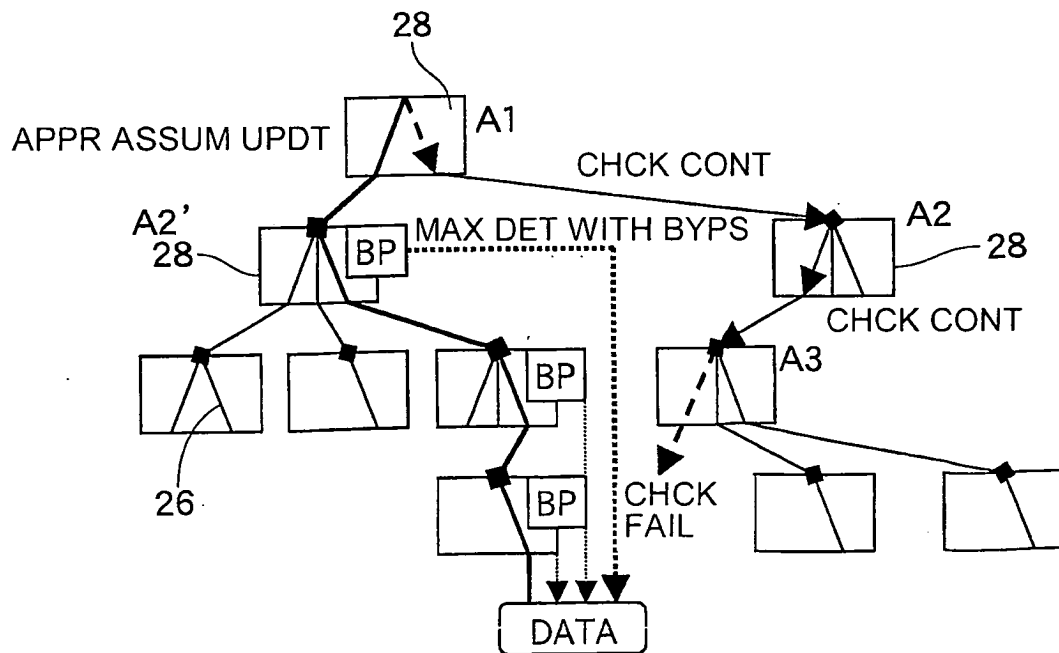 28
A1
APPR ASSUM UPDT
CHCK CONT
A2'
MAX DET WITH BYPS
A2
28
BP
28
CHCK CONT
A3
BP
26
BP
CHCK
FAIL
DATA